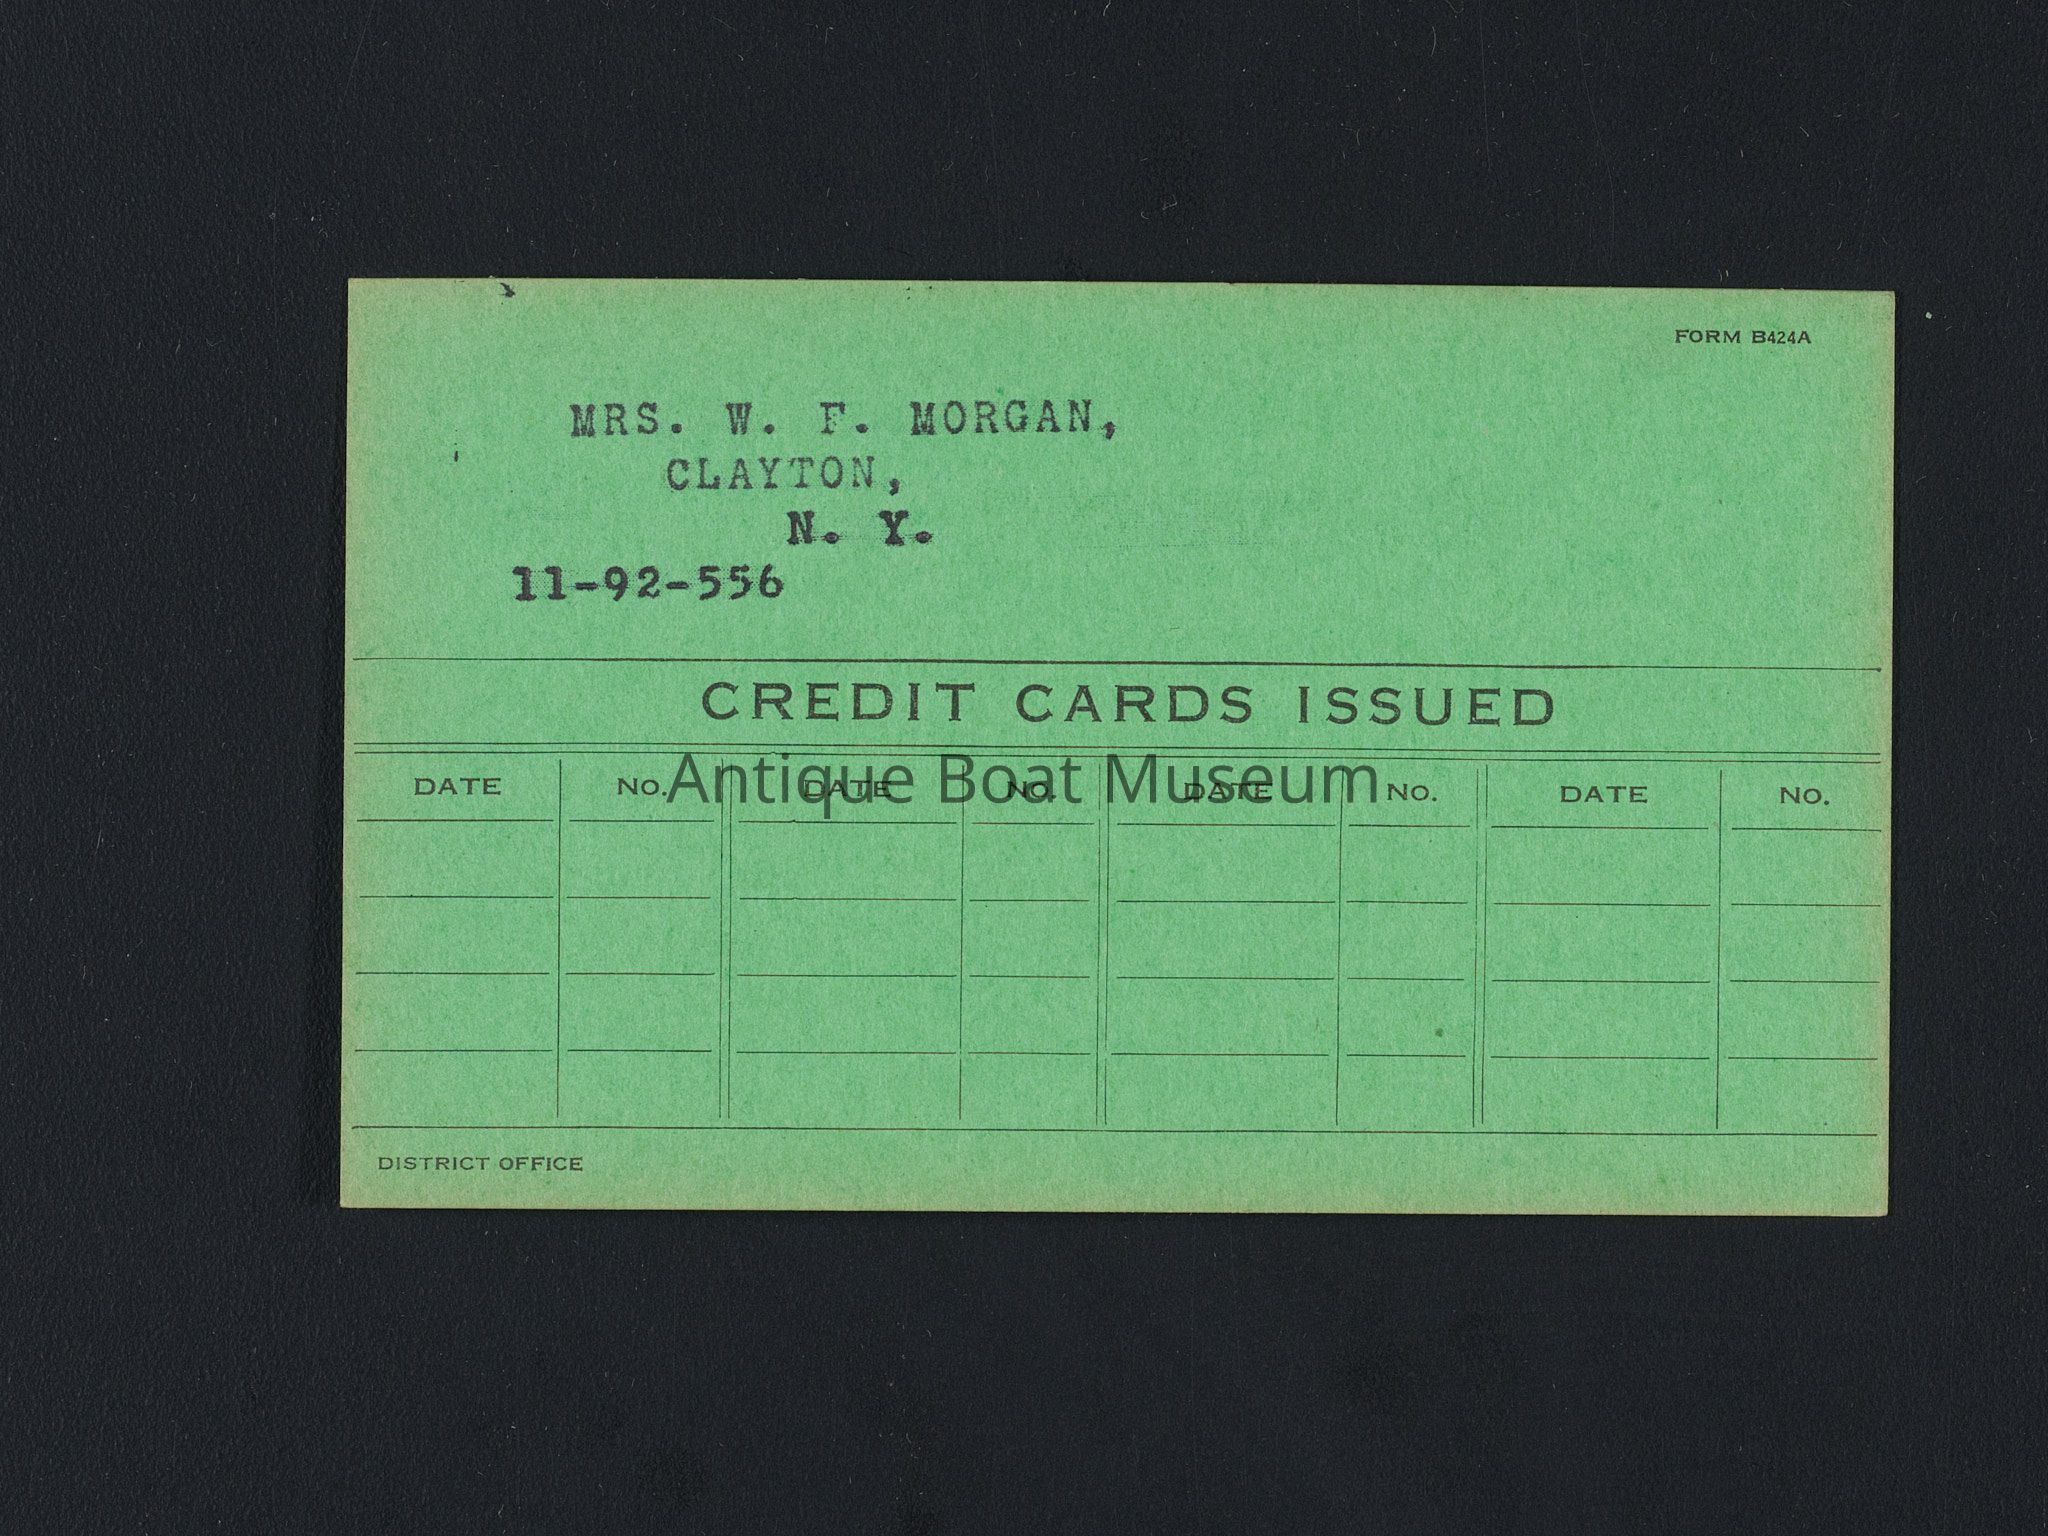 FORM B424A
MRS. W. F. MORGAN,
CLAYTON,
N. Y.
11-92-556
CREDIT CARDS ISSUED
DATE NO. DATE NO. DATE NO. DATE NO.
Antique Boat Museum
DISTRICT OFFICE